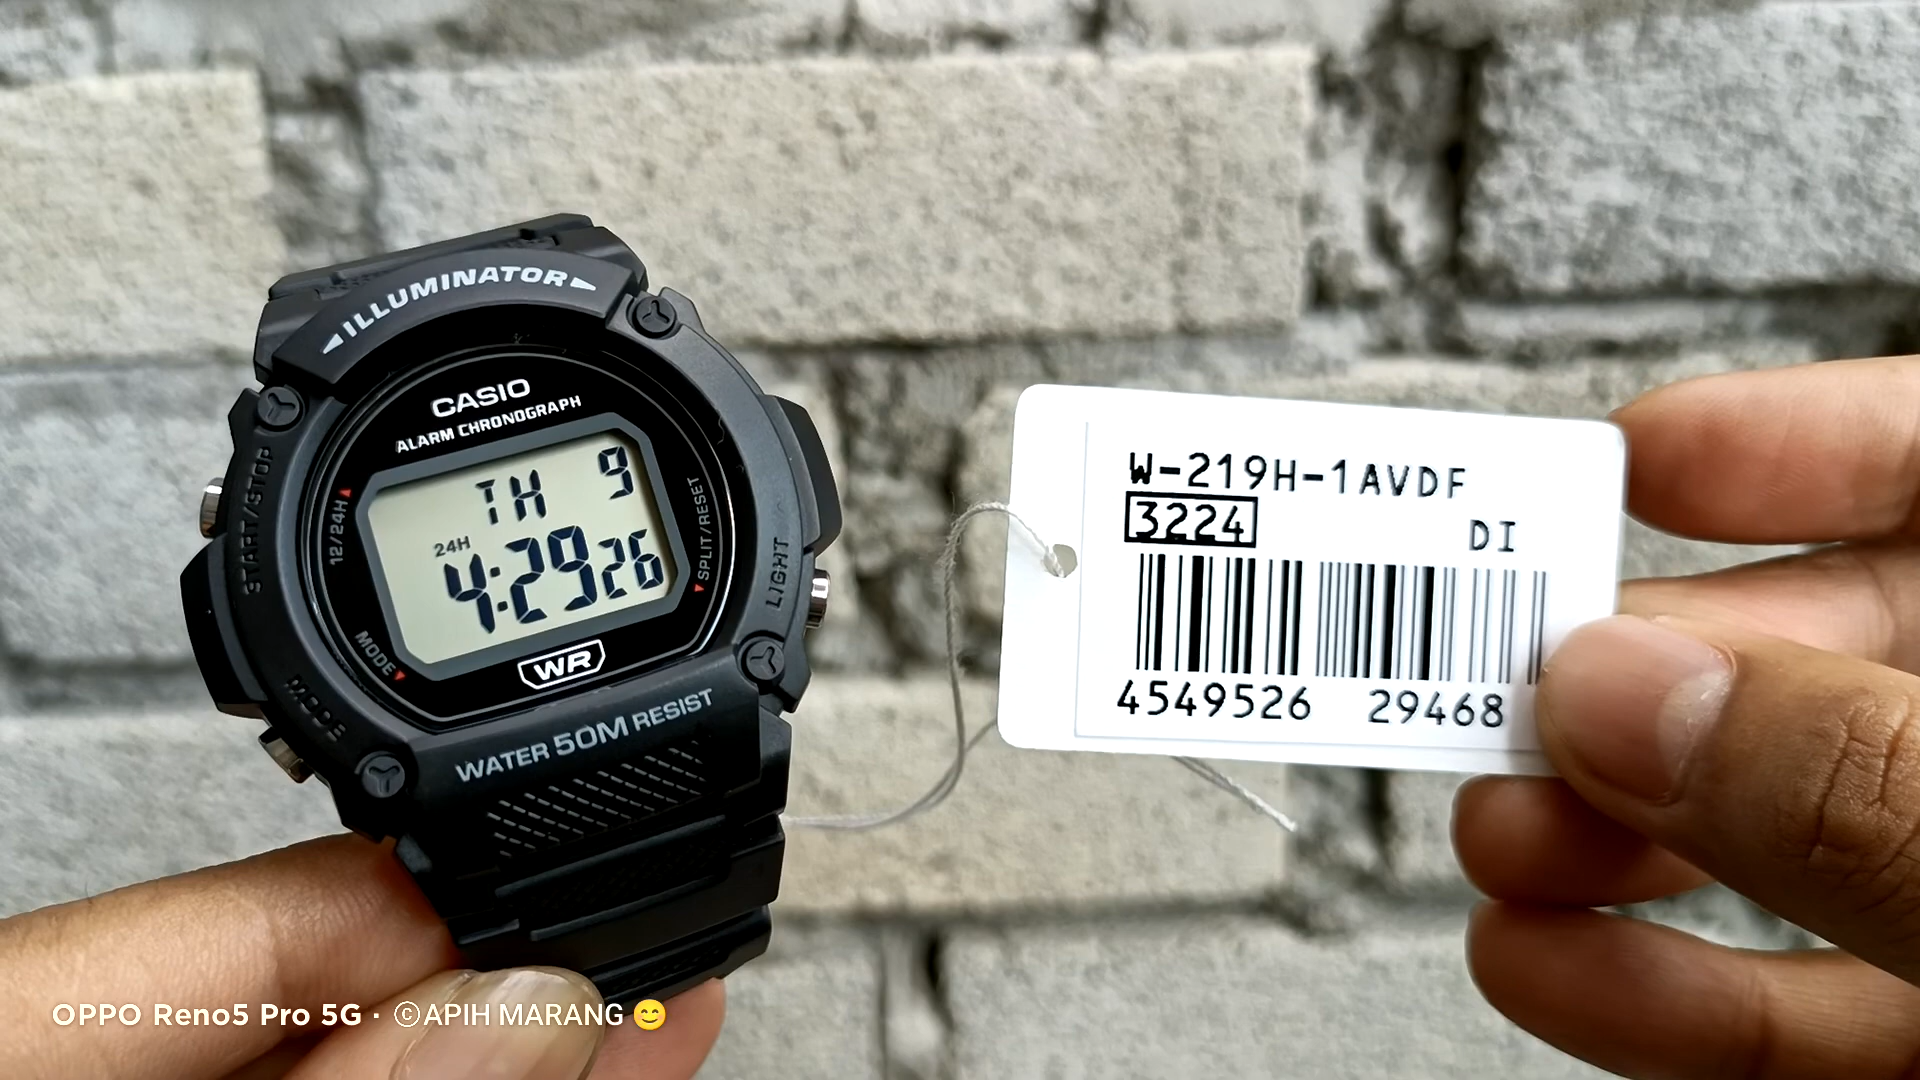 ILLUMINATOR
CASIO
ALARM CHRONOGRAPH
START/STOP
12/24H
TH 9
24H
4:29 26
SPLIT/RESET
LIGHT
MODE
MODE
WR
WATER 50M RESIST
W-219H-1AVDF
3224 DI
4549526 29468
OPPO Reno5 Pro 5G · ©APIH MARANG 😊